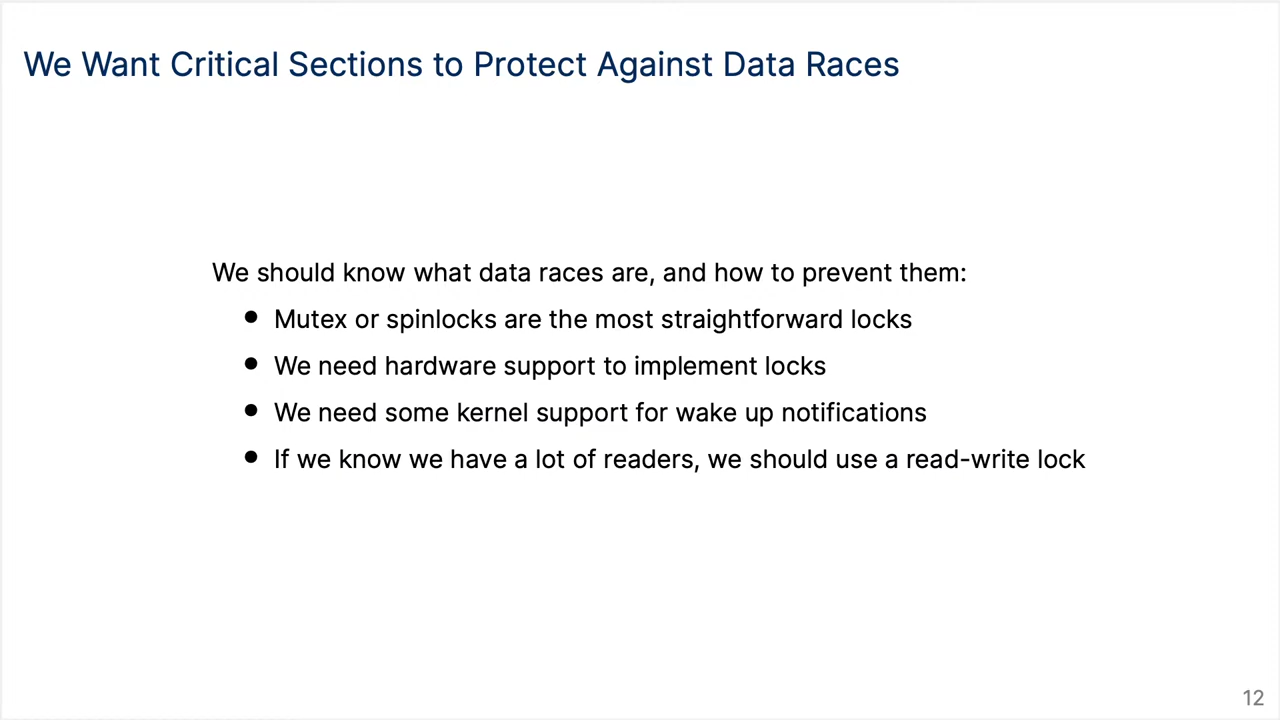 We Want Critical Sections to Protect Against Data Races
We should know what data races are, and how to prevent them:
● Mutex or spinlocks are the most straightforward locks
● We need hardware support to implement locks
● We need some kernel support for wake up notifications
● If we know we have a lot of readers, we should use a read-write lock
12